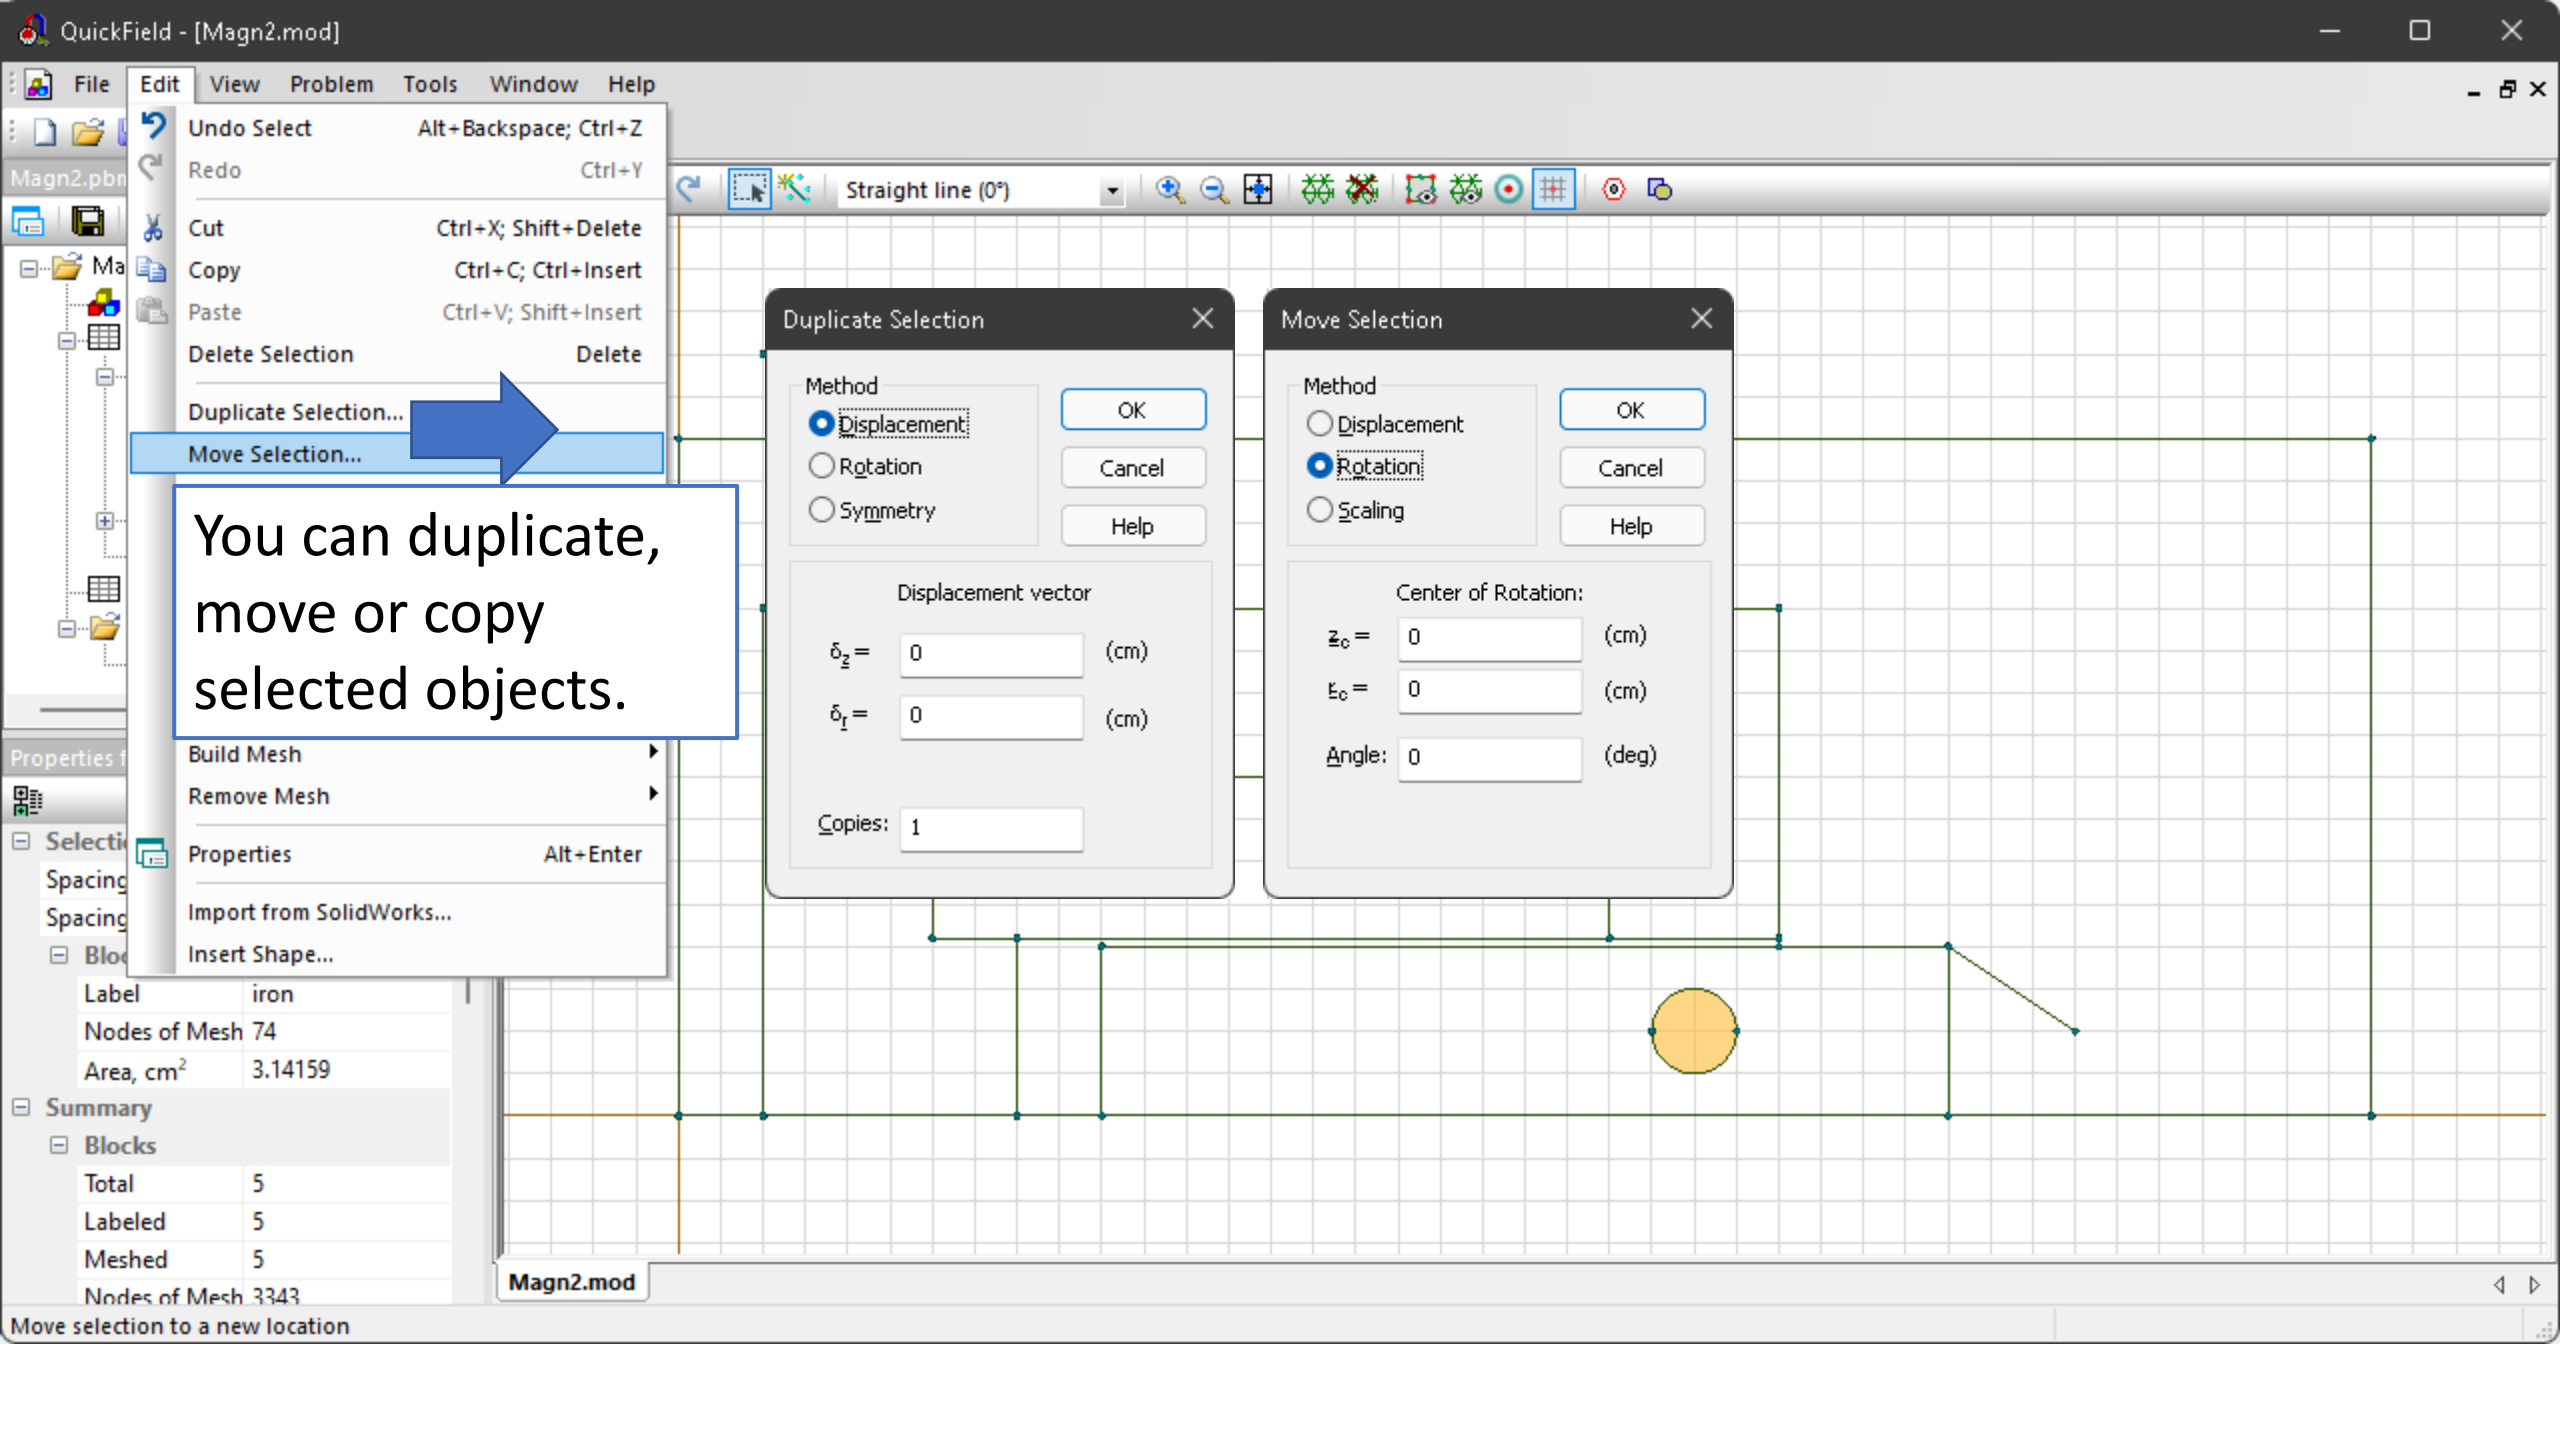 QuickField - [Magn2.mod]
File Edit View Problem Tools Window Help
Undo Select Alt+Backspace; Ctrl+Z
Redo Ctrl+Y
Cut Ctrl+X; Shift+Delete
Copy Ctrl+C; Ctrl+Insert
Paste Ctrl+V; Shift+Insert
Delete Selection Delete
Duplicate Selection...
Move Selection...
You can duplicate,
move or copy
selected objects.
Build Mesh
Remove Mesh
Properties Alt+Enter
Import from SolidWorks...
Insert Shape...
Magn2.pbm
Ma
Straight line (0°)
Duplicate Selection
Method
Displacement
Rotation
Symmetry
OK
Cancel
Help
Displacement vector
δz = 0 (cm)
δr = 0 (cm)
Copies: 1
Move Selection
Method
Displacement
Rotation
Scaling
OK
Cancel
Help
Center of Rotation:
zc = 0 (cm)
rc = 0 (cm)
Angle: 0 (deg)
Properties f
Selecti
Spacing
Spacing
Bloc
Label iron
Nodes of Mesh 74
Area, cm² 3.14159
Summary
Blocks
Total 5
Labeled 5
Meshed 5
Nodes of Mesh 3343
Magn2.mod
Move selection to a new location